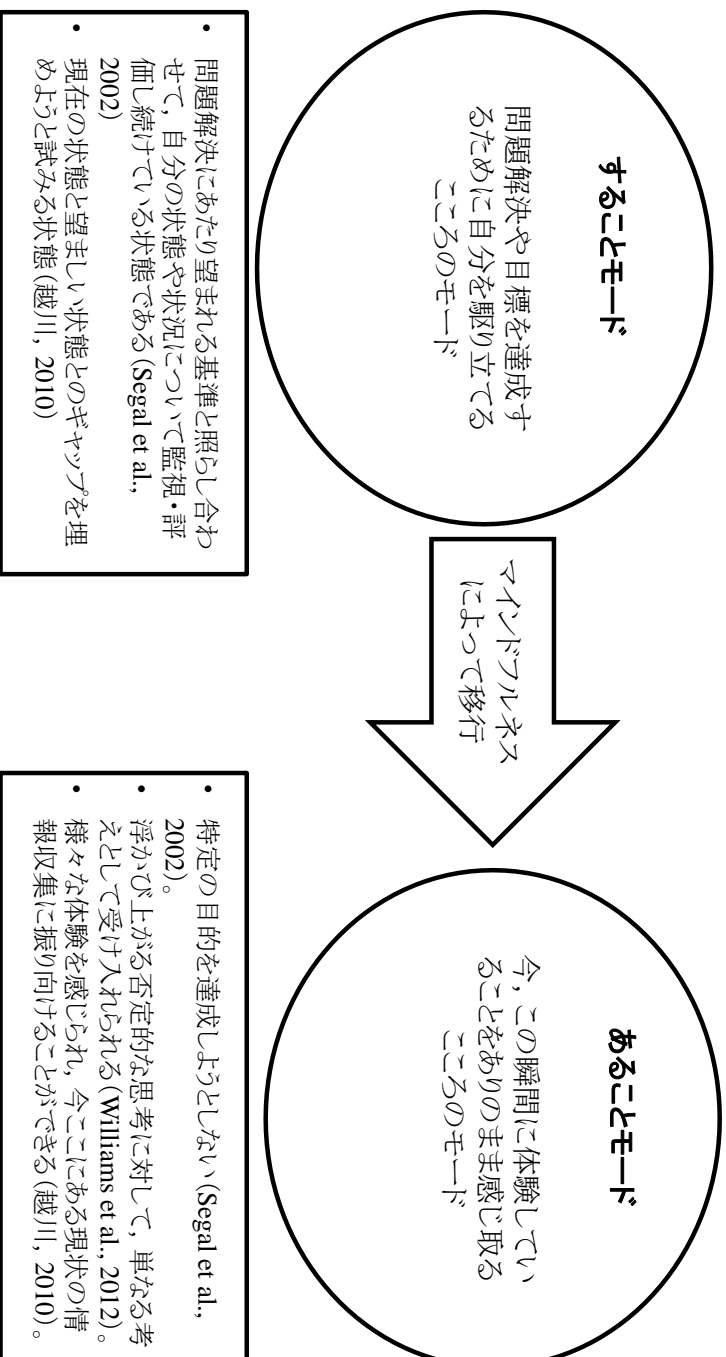 することモード
問題解決や目標を達成す
るために自分を駆り立てる
こころのモード
マインドフルネス
によって移行
あることモード
今，この瞬間に体験してい
ることをありのまま感じ取る
こころのモード
• 問題解決にあたり望まれる基準と照らし合わ
せて，自分の状態や状況について監視・評
価し続けている状態である(Segal et al.,
2002)
• 現在の状態と望ましい状態とのギャップを埋
めようと試みる状態(越川，2010)
• 特定の目的を達成しようとしない(Segal et al.,
2002)。
• 浮かび上がる否定的な思考に対して，単なる考
えとして受け入れられる(Williams et al., 2012)。
• 様々な体験を感じられ，今ここにある現状の情
報収集に振り向けることができる(越川，2010)。